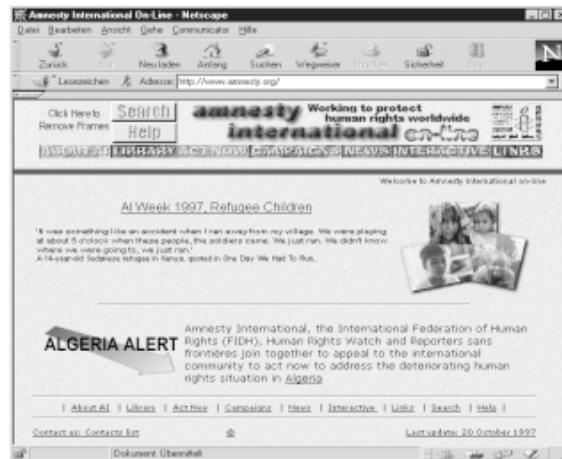 Amnesty International On-Line - Netscape
Datei Bearbeiten Ansicht Gehe Communicator Hilfe
Zurück Vor Neu laden Anfang Suchen Wegweiser Drucken Sicherheit Stop
N
Lesezeichen Adresse: http://www.amnesty.org/
Click Here to Remove Frames
Search
Help
amnesty international on-line
Working to protect human rights worldwide
ABOUT AI LIBRARY ACT NOW CAMPAIGNS NEWS INTERACTIVE LINKS
Welcome to Amnesty International on-line
AI Week 1997, Refugee Children
'It was something like an accident when I ran away from my village. We were playing
at about 5 o'clock when these people, the soldiers came. We just ran. We didn't know
where we were going to, we just ran.'
A 14-year-old Sudanese refugee in Kenya, quoted in One Day We Had To Run.
ALGERIA ALERT
Amnesty International, the International Federation of Human
Rights (FIDH), Human Rights Watch and Reporters sans
frontières join together to appeal to the international
community to act now to address the deteriorating human
rights situation in Algeria
| About AI | Library | Act Now | Campaigns | News | Interactive | Links | Search | Help |
Contact us: Contacts list © Last update: 20 October 1997
Dokument: Übermittelt